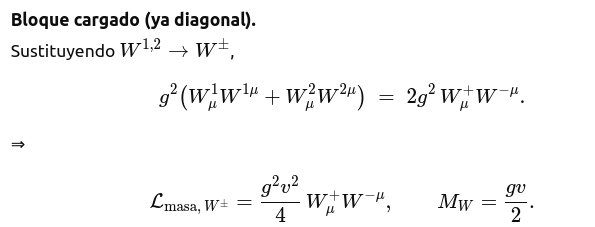 Bloque cargado (ya diagonal).
Sustituyendo W^{1,2} → W^±,
g^2(W^1_μ W^{1μ} + W^2_μ W^{2μ}) = 2g^2 W^+_μ W^{−μ}.
⇒
ℒ_{masa, W^±} = \frac{g^2 v^2}{4} W^+_μ W^{−μ}, M_W = \frac{gv}{2}.